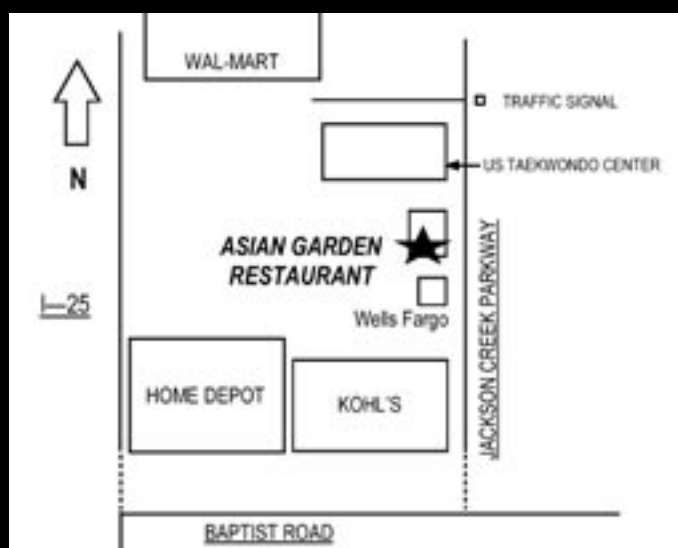 WAL-MART
TRAFFIC SIGNAL
N
US TAEKWONDO CENTER
ASIAN GARDEN
RESTAURANT
I—25
Wells Fargo
JACKSON CREEK PARKWAY
HOME DEPOT
KOHL'S
BAPTIST ROAD